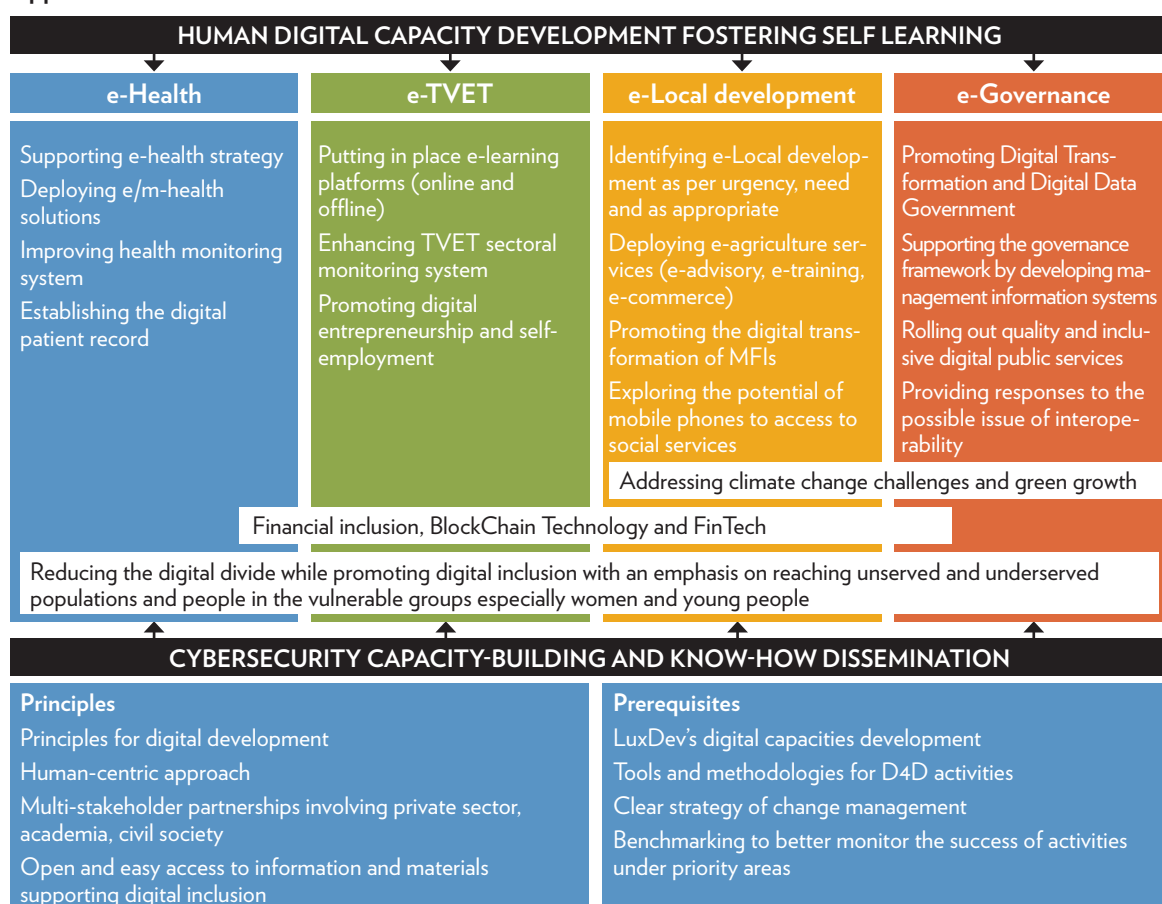 HUMAN DIGITAL CAPACITY DEVELOPMENT FOSTERING SELF LEARNING
e-Health
Supporting e-health strategy
Deploying e/m-health
solutions
Improving health monitoring
system
Establishing the digital
patient record
e-TVET
Putting in place e-learning
platforms (online and
offline)
Enhancing TVET sectoral
monitoring system
Promoting digital
entrepreneurship and self-
employment
e-Local development
Identifying e-Local develop-
ment as per urgency, need
and as appropriate
Deploying e-agriculture ser-
vices (e-advisory, e-training,
e-commerce)
Promoting the digital trans-
formation of MFIs
Exploring the potential of
mobile phones to access to
social services
e-Governance
Promoting Digital Trans-
formation and Digital Data
Government
Supporting the governance
framework by developing ma-
nagement information systems
Rolling out quality and inclu-
sive digital public services
Providing responses to the
possible issue of interope-
rability
Addressing climate change challenges and green growth
Financial inclusion, BlockChain Technology and FinTech
Reducing the digital divide while promoting digital inclusion with an emphasis on reaching unserved and underserved
populations and people in the vulnerable groups especially women and young people
CYBERSECURITY CAPACITY-BUILDING AND KNOW-HOW DISSEMINATION
Principles
Principles for digital development
Human-centric approach
Multi-stakeholder partnerships involving private sector,
academia, civil society
Open and easy access to information and materials
supporting digital inclusion
Prerequisites
LuxDev's digital capacities development
Tools and methodologies for D4D activities
Clear strategy of change management
Benchmarking to better monitor the success of activities
under priority areas